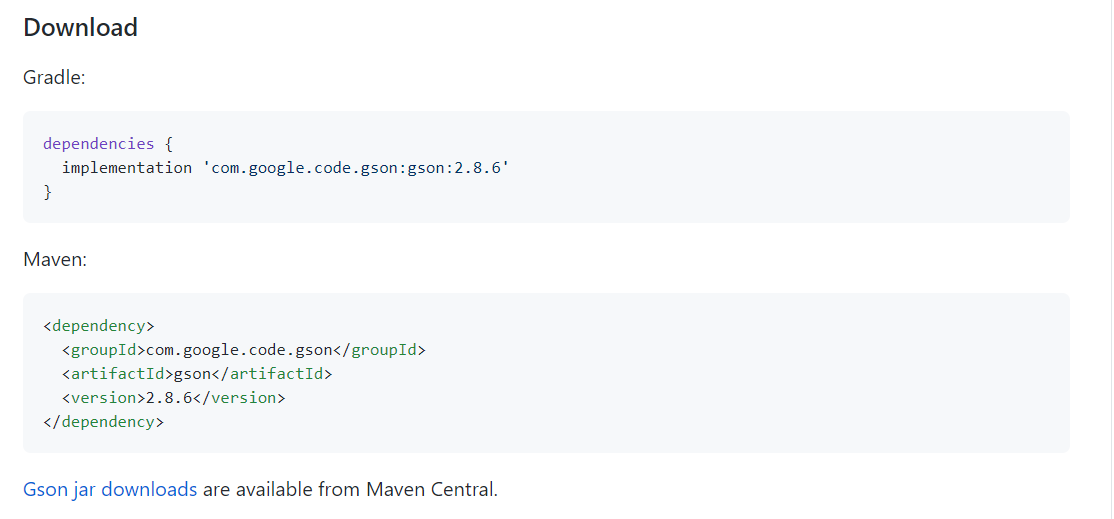 Download
Gradle:
dependencies {
  implementation 'com.google.code.gson:gson:2.8.6'
}
Maven:
<dependency>
  <groupId>com.google.code.gson</groupId>
  <artifactId>gson</artifactId>
  <version>2.8.6</version>
</dependency>
Gson jar downloads are available from Maven Central.